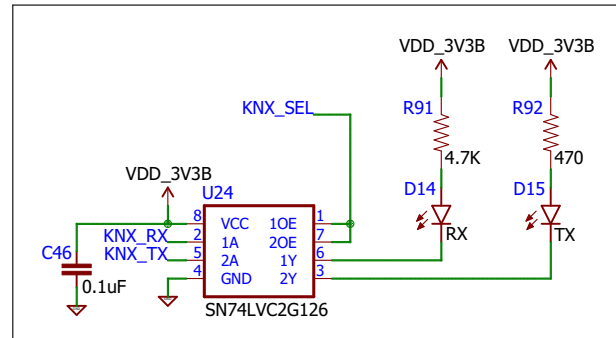 VDD_3V3B VDD_3V3B
R91 R92
KNX_SEL
4.7K 470
VDD_3V3B
U24
D14 D15
8 VCC 1OE 1
KNX_RX 2 1A 2OE 7
RX TX
KNX_TX 5 2A 1Y 6
C46
4 GND 2Y 3
0.1uF
SN74LVC2G126